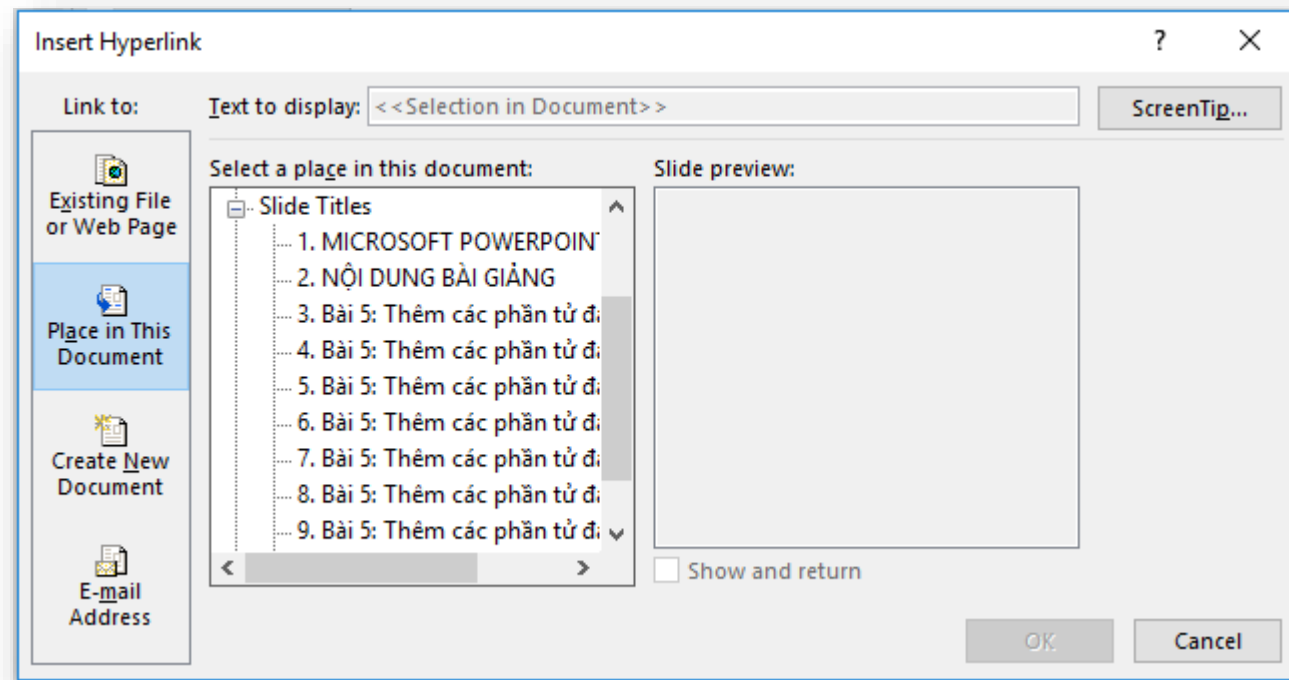 Insert Hyperlink
Link to:
Text to display: <<Selection in Document>>
ScreenTip...
Existing File
or Web Page
Place in This
Document
Create New
Document
E-mail
Address
Select a place in this document:
Slide Titles
1. MICROSOFT POWERPOINT
2. NỘI DUNG BÀI GIẢNG
3. Bài 5: Thêm các phần tử đa
4. Bài 5: Thêm các phần tử đa
5. Bài 5: Thêm các phần tử đa
6. Bài 5: Thêm các phần tử đa
7. Bài 5: Thêm các phần tử đa
8. Bài 5: Thêm các phần tử đa
9. Bài 5: Thêm các phần tử đa
Slide preview:
Show and return
OK
Cancel